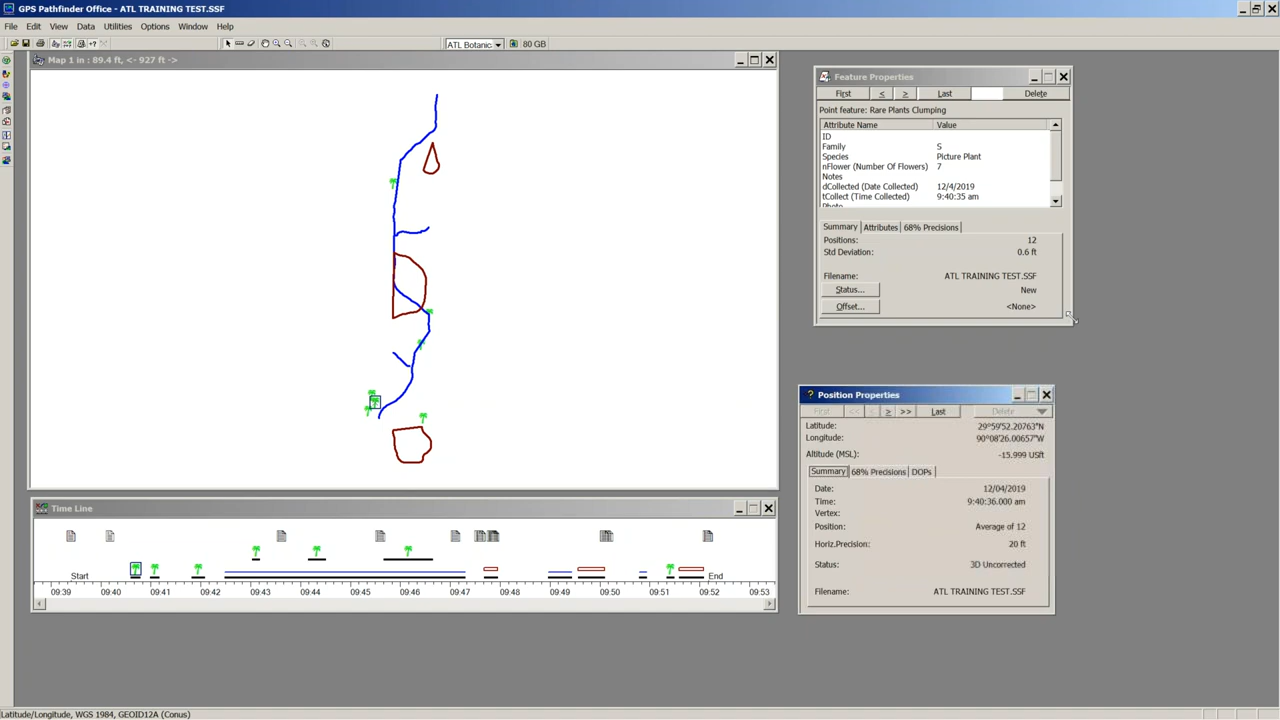 GPS Pathfinder Office - ATL TRAINING TEST.SSF
File Edit View Data Utilities Options Window Help
ATL Botanic 80 GB
Map 1 in : 89.4 ft, <- 927 ft ->
Feature Properties
First < > Last Delete
Point feature: Rare Plants Clumping
Attribute Name Value
ID
Family S
Species Picture Plant
nFlower (Number Of Flowers) 7
Notes
dCollected (Date Collected) 12/4/2019
tCollect (Time Collected) 9:40:35 am
Photo
Summary Attributes 68% Precisions
Positions: 12
Std Deviation: 0.6 ft
Filename: ATL TRAINING TEST.SSF
Status... New
Offset... <None>
Position Properties
First << < > >> Last Delete
Latitude: 29°59'52.20763"N
Longitude: 90°08'26.00657"W
Altitude (MSL): -15.999 USft
Summary 68% Precisions DOPs
Date: 12/04/2019
Time: 9:40:36.000 am
Vertex:
Position: Average of 12
Horiz.Precision: 20 ft
Status: 3D Uncorrected
Filename: ATL TRAINING TEST.SSF
Time Line
Start End
09:39 09:40 09:41 09:42 09:43 09:44 09:45 09:46 09:47 09:48 09:49 09:50 09:51 09:52 09:53
Latitude/Longitude, WGS 1984, GEOID12A (Conus)